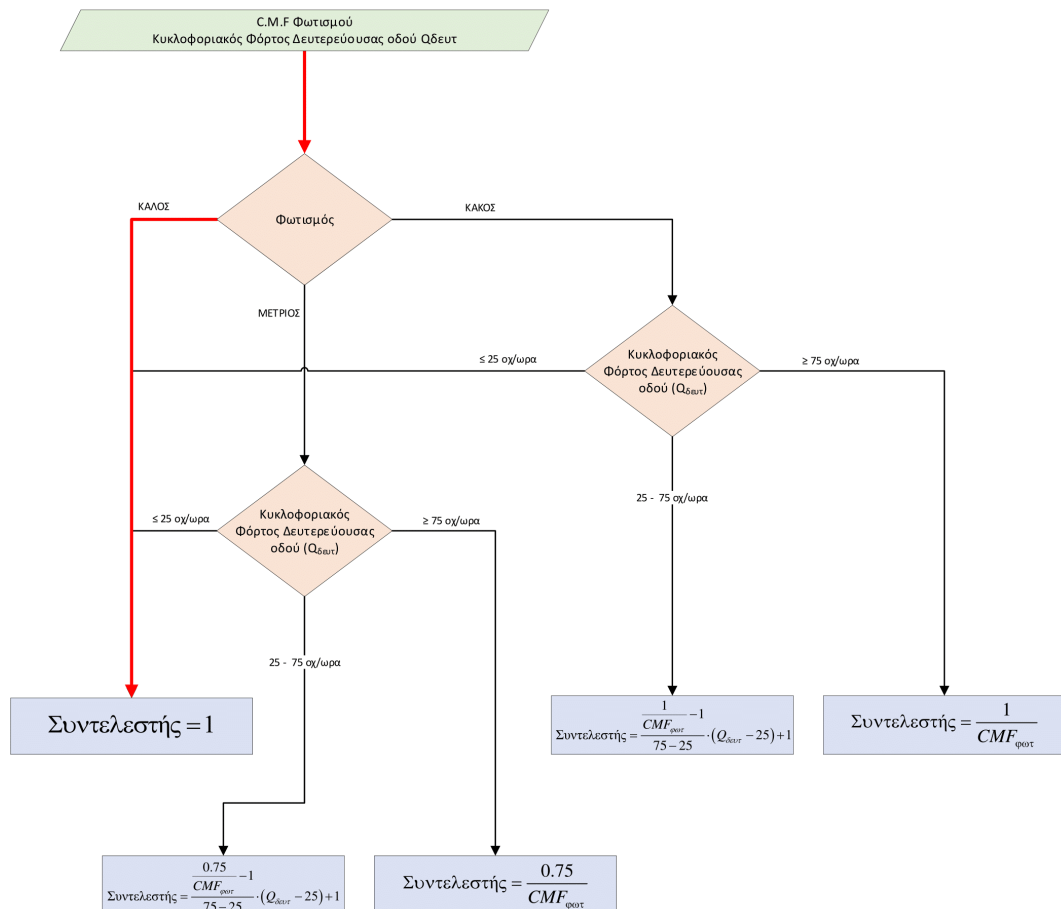 C.M.F Φωτισμού
Κυκλοφοριακός Φόρτος Δευτερεύουσας οδού Qδευτ
Φωτισμός
ΚΑΛΟΣ
ΚΑΚΟΣ
ΜΕΤΡΙΟΣ
Κυκλοφοριακός
Φόρτος Δευτερεύουσας
οδού (Qδευτ)
≤ 25 οχ/ωρα
≥ 75 οχ/ωρα
25 - 75 οχ/ωρα
Κυκλοφοριακός
Φόρτος Δευτερεύουσας
οδού (Qδευτ)
≤ 25 οχ/ωρα
≥ 75 οχ/ωρα
25 - 75 οχ/ωρα
Συντελεστής = 1
Συντελεστής = (1/CMFφωτ − 1)/(75 − 25) · (Qδευτ − 25) + 1
Συντελεστής = 1/CMFφωτ
Συντελεστής = (0.75/CMFφωτ − 1)/(75 − 25) · (Qδευτ − 25) + 1
Συντελεστής = 0.75/CMFφωτ